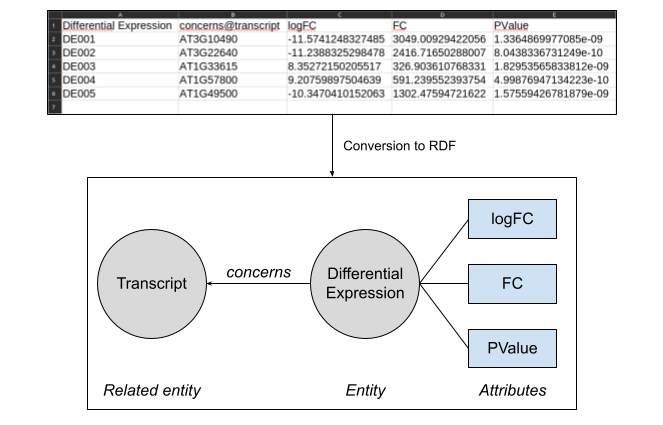 A B C D E
1 Differential Expression concerns@transcript logFC FC PValue
2 DE001 AT3G10490 -11.5741248327485 3049.00929422056 1.3364869977085e-09
3 DE002 AT3G22640 -11.2388325298478 2416.71650288007 8.0438336731249e-10
4 DE003 AT1G33615 8.35272150205517 326.903610768331 1.82953565833812e-09
5 DE004 AT1G57800 9.20759897504639 591.239552393754 4.99876947134223e-10
6 DE005 AT1G49500 -10.3470410152063 1302.47594721622 1.57559426781879e-09
7
Conversion to RDF
logFC
Transcript
concerns
Differential
Expression
FC
PValue
Related entity
Entity
Attributes